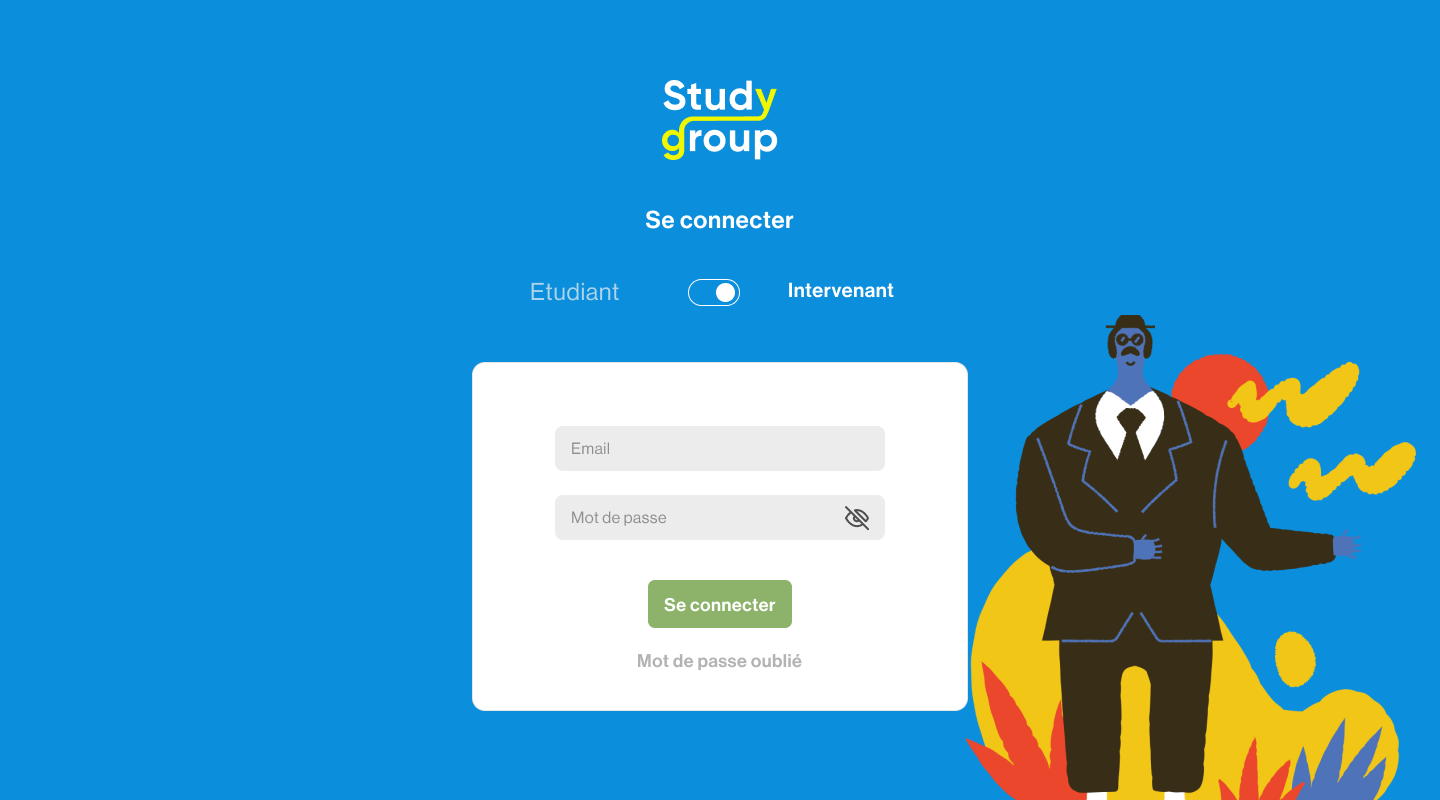 Study
group
Se connecter
Etudiant
Intervenant
Email
Mot de passe
Se connecter
Mot de passe oublié